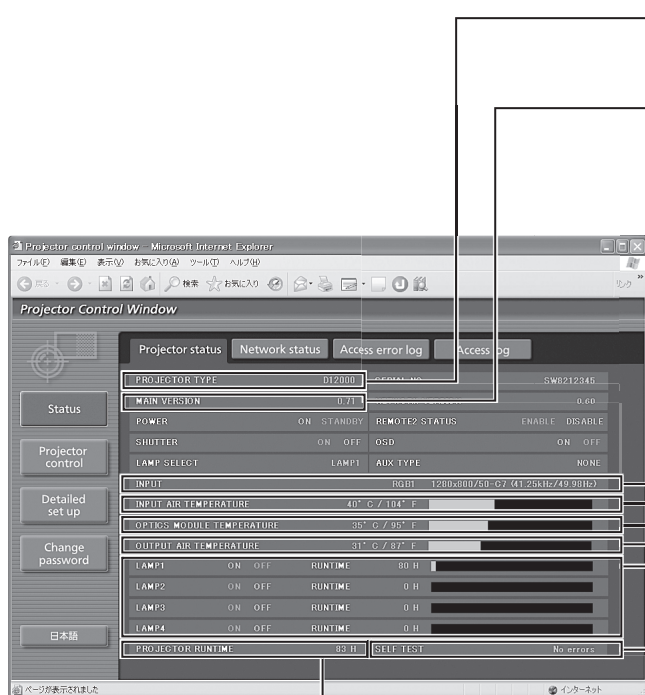 Projector control window - Microsoft Internet Explorer
ファイル(F) 編集(E) 表示(V) お気に入り(A) ツール(T) ヘルプ(H)
戻る 検索 お気に入り リンク »
Projector Control Window
Projector status Network status Access error log Access log
Status
Projector control
Detailed set up
Change password
日本語
PROJECTOR TYPE D12000 SERIAL NO. SW8212345
MAIN VERSION 0.71 0.60
POWER ON STANDBY REMOTE2 STATUS ENABLE DISABLE
SHUTTER ON OFF OSD ON OFF
LAMP SELECT LAMP1 AUX TYPE NONE
INPUT RGB1 1280x800/50-G7 (41.25kHz/49.98Hz)
INPUT AIR TEMPERATURE 40° C / 104° F
OPTICS MODULE TEMPERATURE 35° C / 95° F
OUTPUT AIR TEMPERATURE 31° C / 87° F
LAMP1 ON OFF RUNTIME 80 H
LAMP2 ON OFF RUNTIME 0 H
LAMP3 ON OFF RUNTIME 0 H
LAMP4 ON OFF RUNTIME 0 H
PROJECTOR RUNTIME 83 H SELF TEST No errors
ページが表示されました インターネット